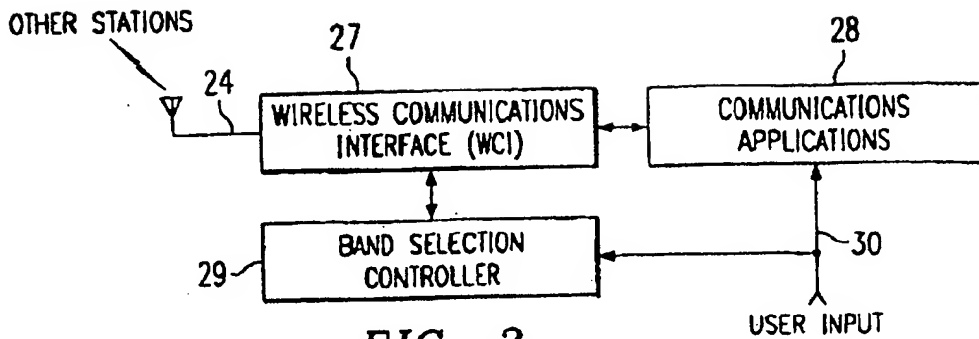 OTHER STATIONS
24
27
WIRELESS COMMUNICATIONS
INTERFACE (WCI)
28
COMMUNICATIONS
APPLICATIONS
29
BAND SELECTION
CONTROLLER
30
USER INPUT